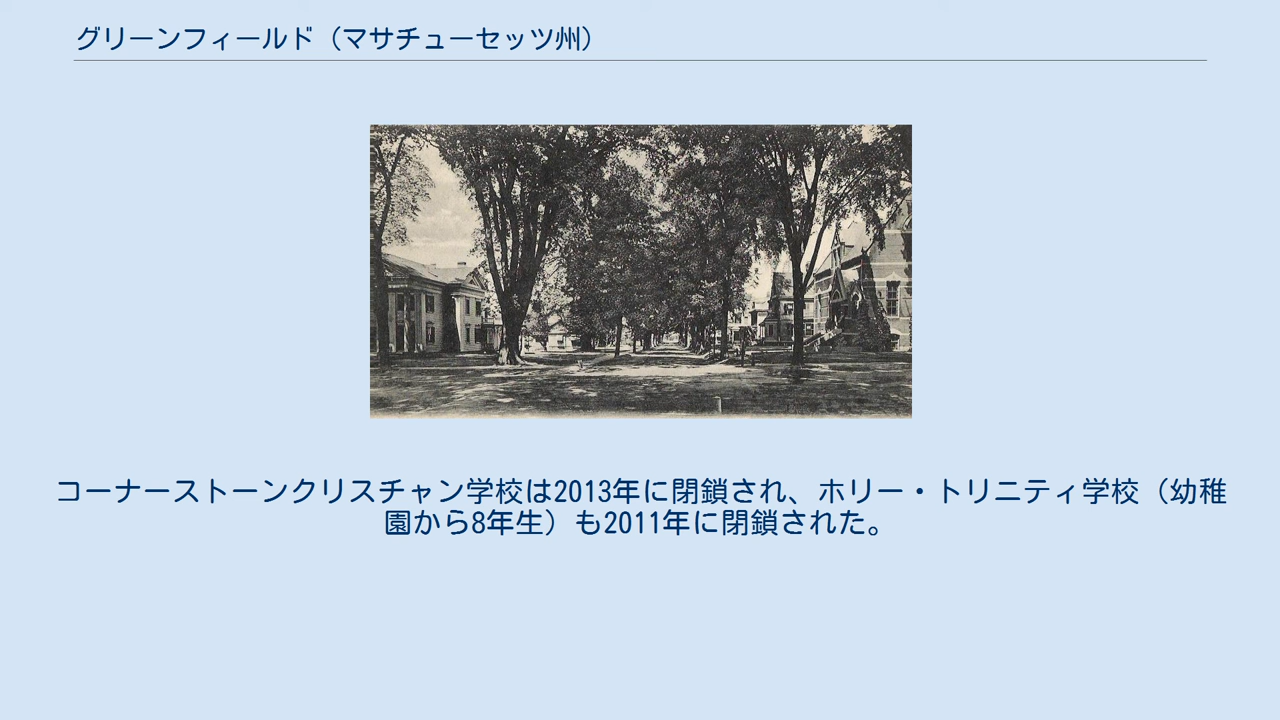 グリーンフィールド（マサチューセッツ州）
コーナーストーンクリスチャン学校は2013年に閉鎖され、ホリー・トリニティ学校（幼稚
園から8年生）も2011年に閉鎖された。